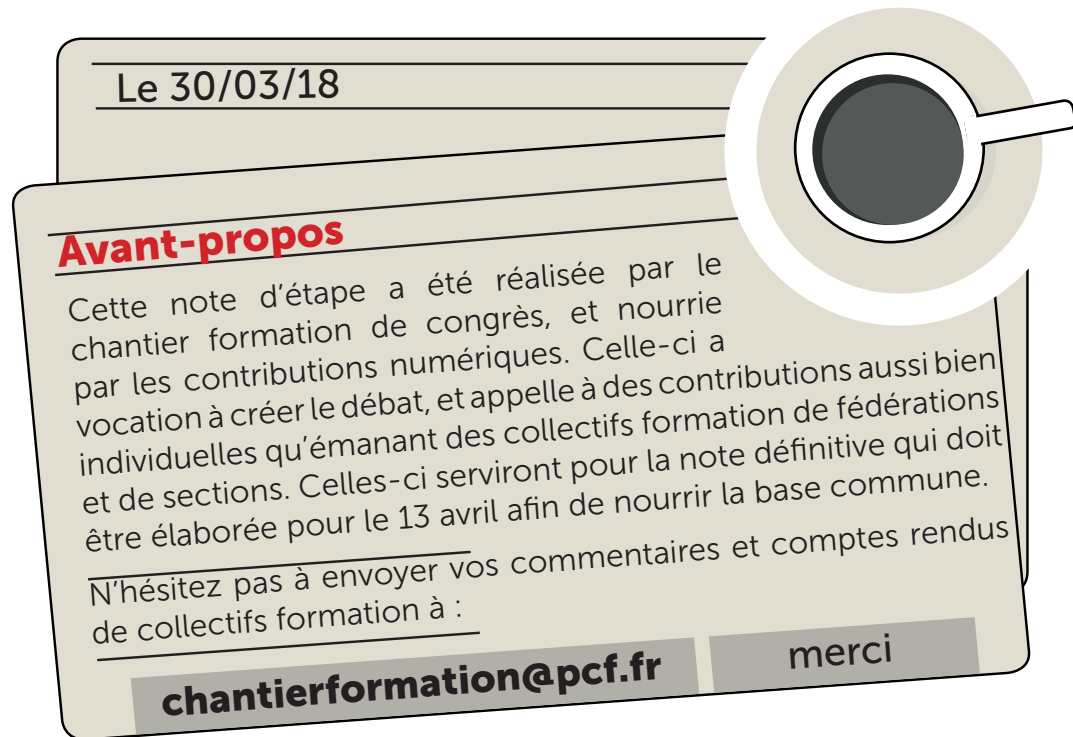 Le 30/03/18
Avant-propos
Cette note d’étape a été réalisée par le
chantier formation de congrès, et nourrie
par les contributions numériques. Celle-ci a
vocation à créer le débat, et appelle à des contributions aussi bien
individuelles qu’émanant des collectifs formation de fédérations
et de sections. Celles-ci serviront pour la note définitive qui doit
être élaborée pour le 13 avril afin de nourrir la base commune.
N’hésitez pas à envoyer vos commentaires et comptes rendus
de collectifs formation à :
chantierformation@pcf.fr
merci